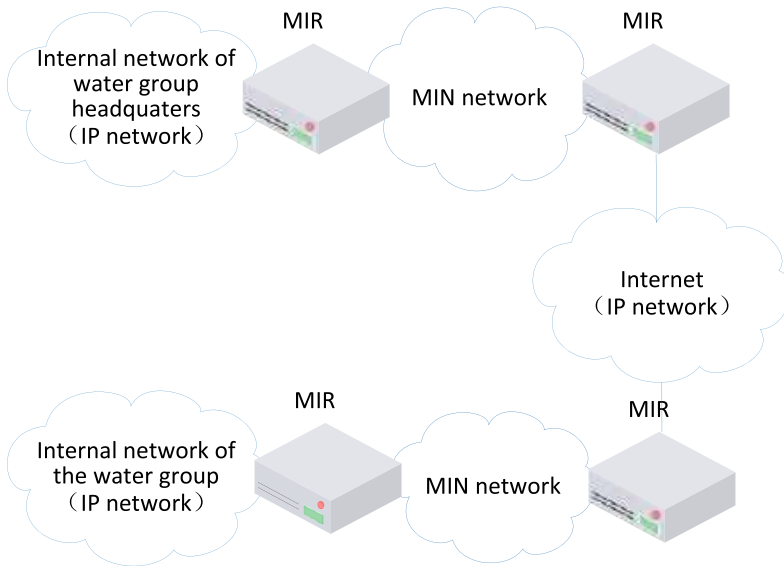 MIR
MIR
Internal network of
water group
headquaters
（IP network）
MIN network
Internet
（IP network）
MIR
MIR
Internal network of
the water group
（IP network）
MIN network